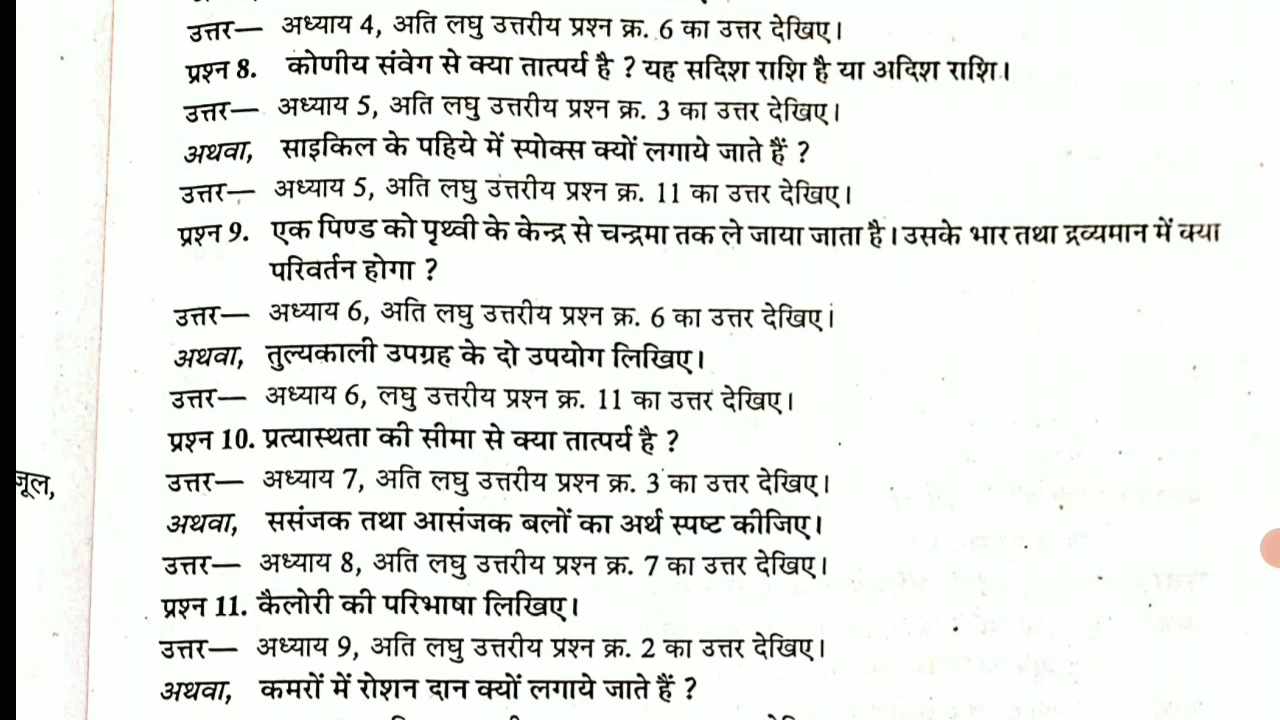 उत्तर— अध्याय 4, अति लघु उत्तरीय प्रश्न क्र. 6 का उत्तर देखिए।
प्रश्न 8. कोणीय संवेग से क्या तात्पर्य है ? यह सदिश राशि है या अदिश राशि।
उत्तर— अध्याय 5, अति लघु उत्तरीय प्रश्न क्र. 3 का उत्तर देखिए।
अथवा, साइकिल के पहिये में स्पोक्स क्यों लगाये जाते हैं ?
उत्तर— अध्याय 5, अति लघु उत्तरीय प्रश्न क्र. 11 का उत्तर देखिए।
प्रश्न 9. एक पिण्ड को पृथ्वी के केन्द्र से चन्द्रमा तक ले जाया जाता है। उसके भार तथा द्रव्यमान में क्या
परिवर्तन होगा ?
उत्तर— अध्याय 6, अति लघु उत्तरीय प्रश्न क्र. 6 का उत्तर देखिए।
अथवा, तुल्यकाली उपग्रह के दो उपयोग लिखिए।
उत्तर— अध्याय 6, लघु उत्तरीय प्रश्न क्र. 11 का उत्तर देखिए।
प्रश्न 10. प्रत्यास्थता की सीमा से क्या तात्पर्य है ?
जूल,
उत्तर— अध्याय 7, अति लघु उत्तरीय प्रश्न क्र. 3 का उत्तर देखिए।
अथवा, ससंजक तथा आसंजक बलों का अर्थ स्पष्ट कीजिए।
उत्तर— अध्याय 8, अति लघु उत्तरीय प्रश्न क्र. 7 का उत्तर देखिए।
प्रश्न 11. कैलोरी की परिभाषा लिखिए।
उत्तर— अध्याय 9, अति लघु उत्तरीय प्रश्न क्र. 2 का उत्तर देखिए।
अथवा, कमरों में रोशन दान क्यों लगाये जाते हैं ?